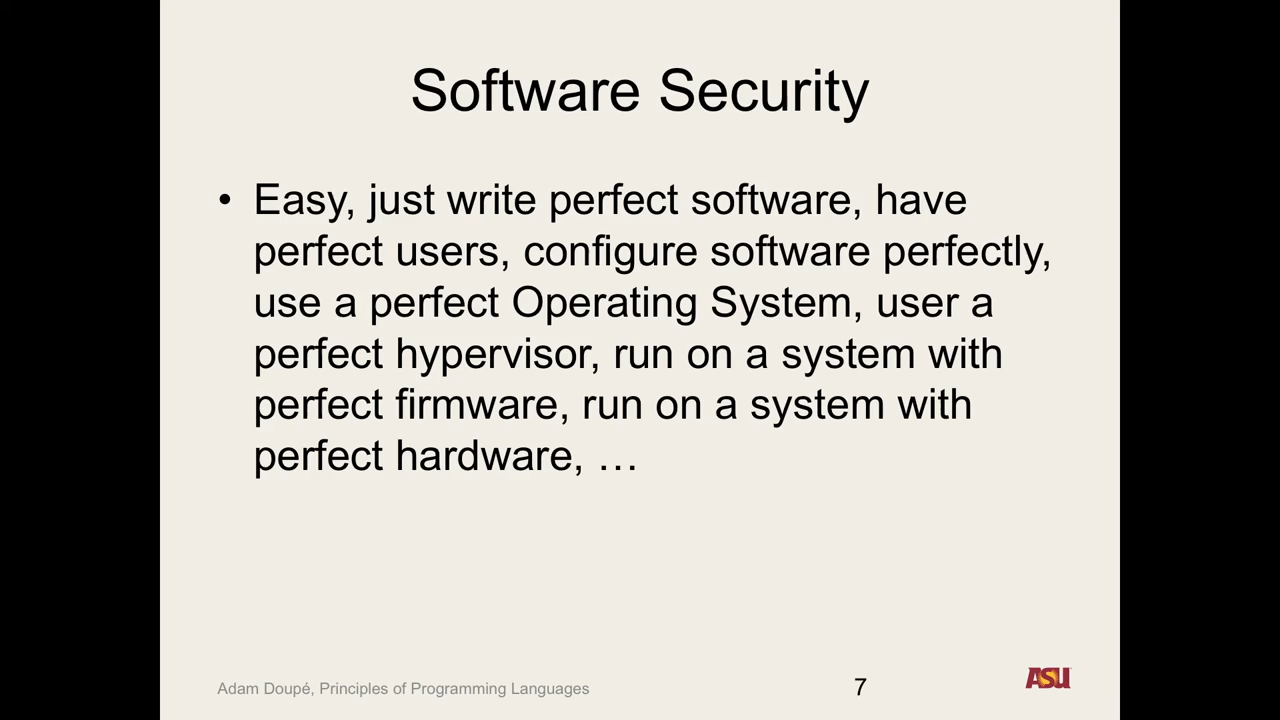 Software Security
• Easy, just write perfect software, have
perfect users, configure software perfectly,
use a perfect Operating System, user a
perfect hypervisor, run on a system with
perfect firmware, run on a system with
perfect hardware, …
Adam Doupé, Principles of Programming Languages
7
ASU